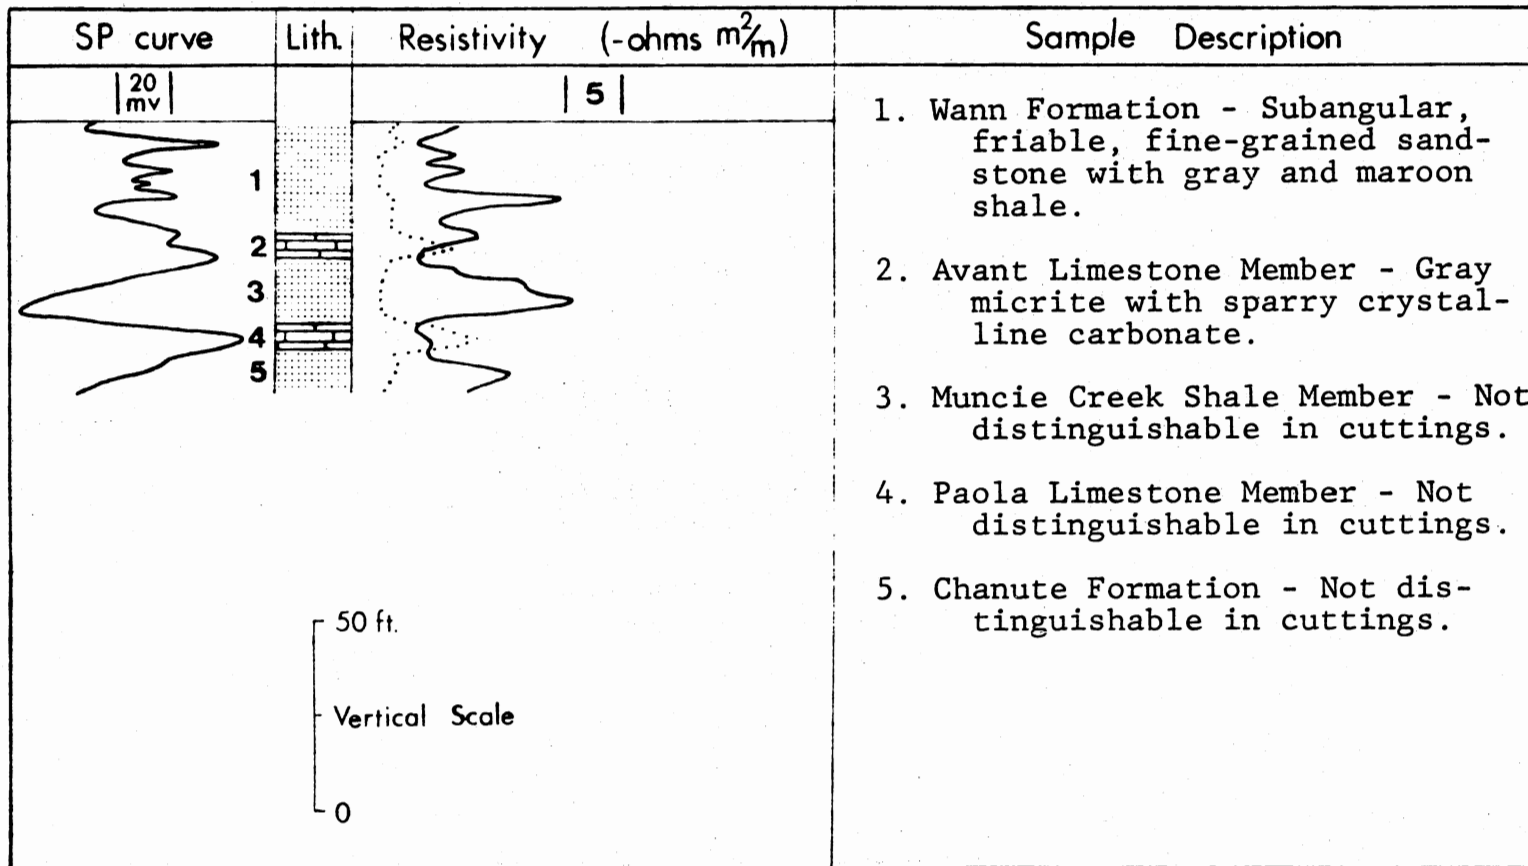 SP curve
Lith.
Resistivity (-ohms m²/m)
Sample Description
20
mv
5
1
2
3
4
5
50 ft.
Vertical Scale
0
1. Wann Formation - Subangular,
friable, fine-grained sand-
stone with gray and maroon
shale.
2. Avant Limestone Member - Gray
micrite with sparry crystal-
line carbonate.
3. Muncie Creek Shale Member - Not
distinguishable in cuttings.
4. Paola Limestone Member - Not
distinguishable in cuttings.
5. Chanute Formation - Not dis-
tinguishable in cuttings.